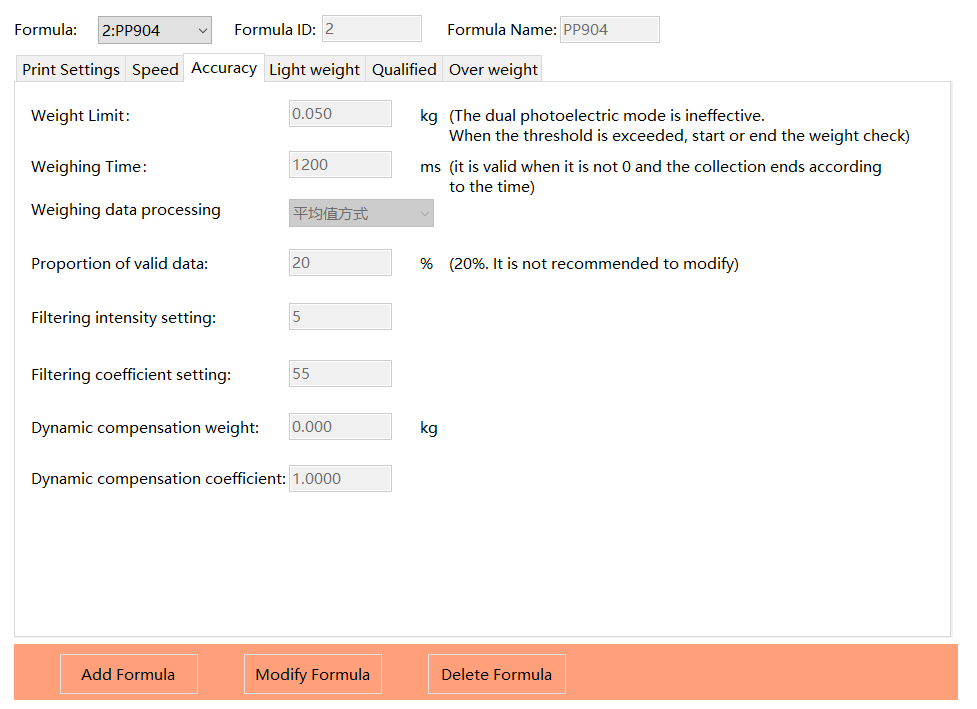 Formula: 2:PP904 Formula ID: 2 Formula Name: PP904
Print Settings Speed Accuracy Light weight Qualified Over weight
Weight Limit: 0.050 kg (The dual photoelectric mode is ineffective.
When the threshold is exceeded, start or end the weight check)
Weighing Time: 1200 ms (it is valid when it is not 0 and the collection ends according
to the time)
Weighing data processing 平均值方式
Proportion of valid data: 20 % (20%. It is not recommended to modify)
Filtering intensity setting: 5
Filtering coefficient setting: 55
Dynamic compensation weight: 0.000 kg
Dynamic compensation coefficient: 1.0000
Add Formula Modify Formula Delete Formula